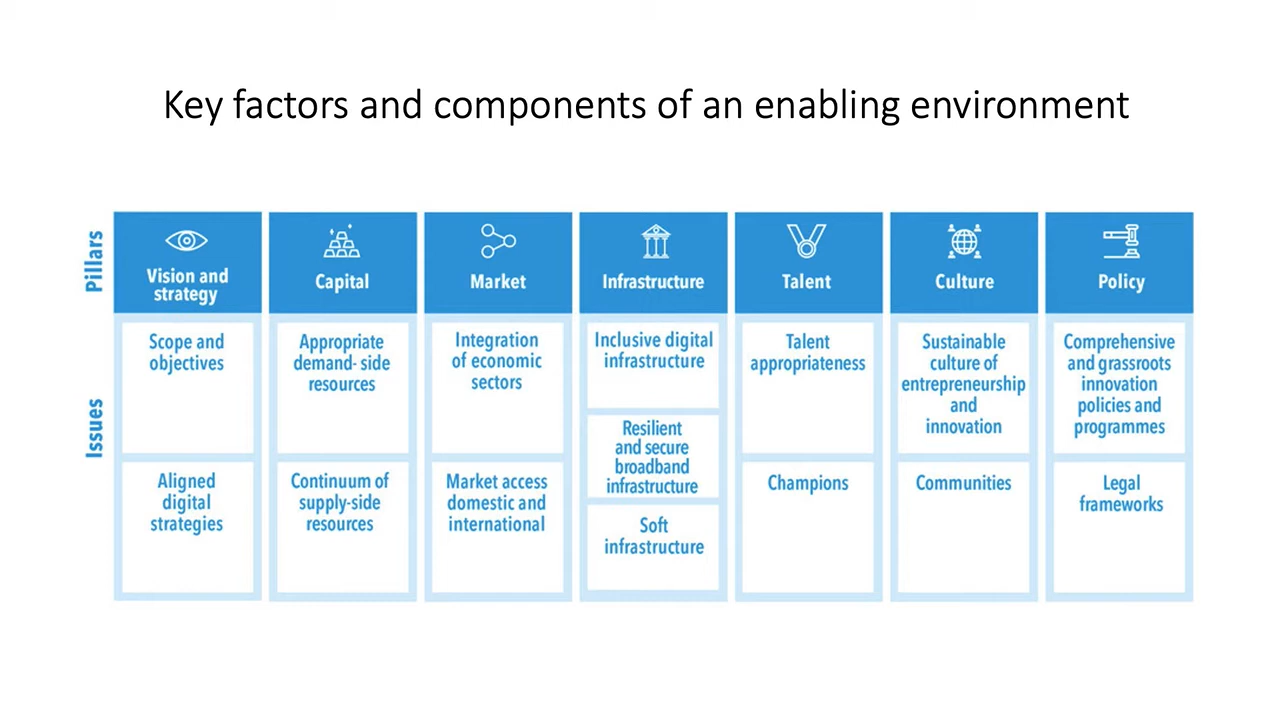 Key factors and components of an enabling environment
Pillars
Vision and
strategy
Capital
Market
Infrastructure
Talent
Culture
Policy
Issues
Scope and
objectives
Aligned
digital
strategies
Appropriate
demand- side
resources
Continuum of
supply-side
resources
Integration
of economic
sectors
Market access
domestic and
international
Inclusive digital
infrastructure
Resilient
and secure
broadband
infrastructure
Soft
infrastructure
Talent
appropriateness
Champions
Sustainable
culture of
entrepreneurship
and
innovation
Communities
Comprehensive
and grassroots
innovation
policies and
programmes
Legal
frameworks